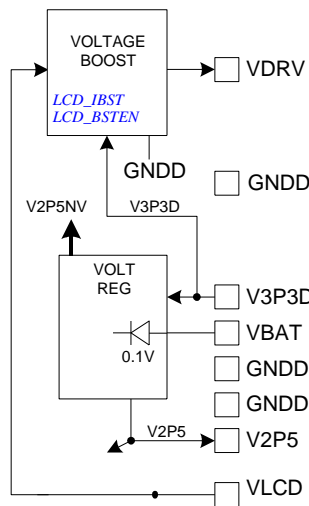 VOLTAGE
BOOST
LCD_IBST
LCD_BSTEN
VDRV
GNDD
GNDD
V2P5NV
V3P3D
VOLT
REG
V3P3D
VBAT
0.1V
GNDD
GNDD
V2P5
V2P5
VLCD